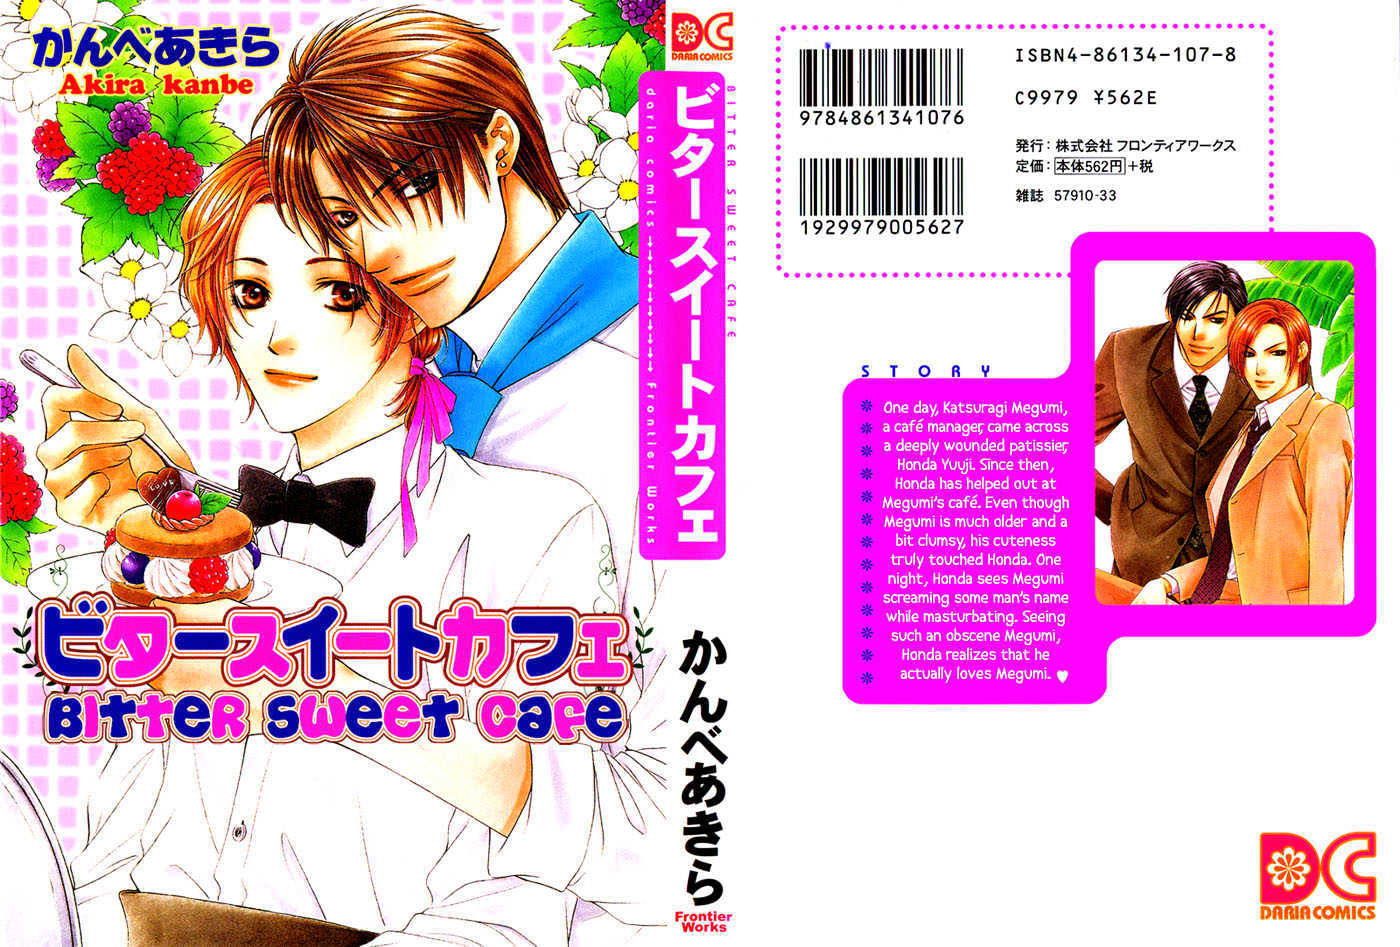 かんべあきら
Akira kanbe
ビタースイートカフェ
BitteR sweet cafe
DC
DARIA COMICS
ビタースイートカフェ
BITTER SWEET CAFE
daria comics →→→→→→→→→→ Frontier Works
かんべあきら
Frontier
Works
9784861341076
1929979005627
ISBN4-86134-107-8
C9979 ¥562E
発行：株式会社フロンティアワークス
定価：本体562円+税
雑誌 57910-33
STORY
One day, Katsuragi Megumi,
a café manager, came across
a deeply wounded patissier,
Honda Yuuji. Since then,
Honda has helped out at
Megumi's café. Even though
Megumi is much older and a
bit clumsy, his cuteness
truly touched Honda. One
night, Honda sees Megumi
screaming some man's name
while masturbating. Seeing
such an obscene Megumi,
Honda realizes that he
actually loves Megumi. ♥
DC
DARIA COMICS